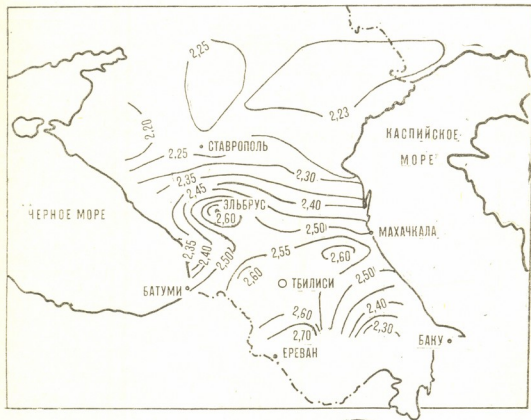 2,25
2,23
2,20
КАСПИЙСКОЕ
МОРЕ
СТАВРОПОЛЬ
2,25
2,30
2,35
2,45
2,40
ЧЕРНОЕ МОРЕ
ЭЛЬБРУС
2,60
2,50
МАХАЧКАЛА
2,35
2,40
2,50
2,55
2,60
2,60
БАТУМИ
ТБИЛИСИ
2,50
2,40
2,60
2,30
2,70
БАКУ
ЕРЕВАН